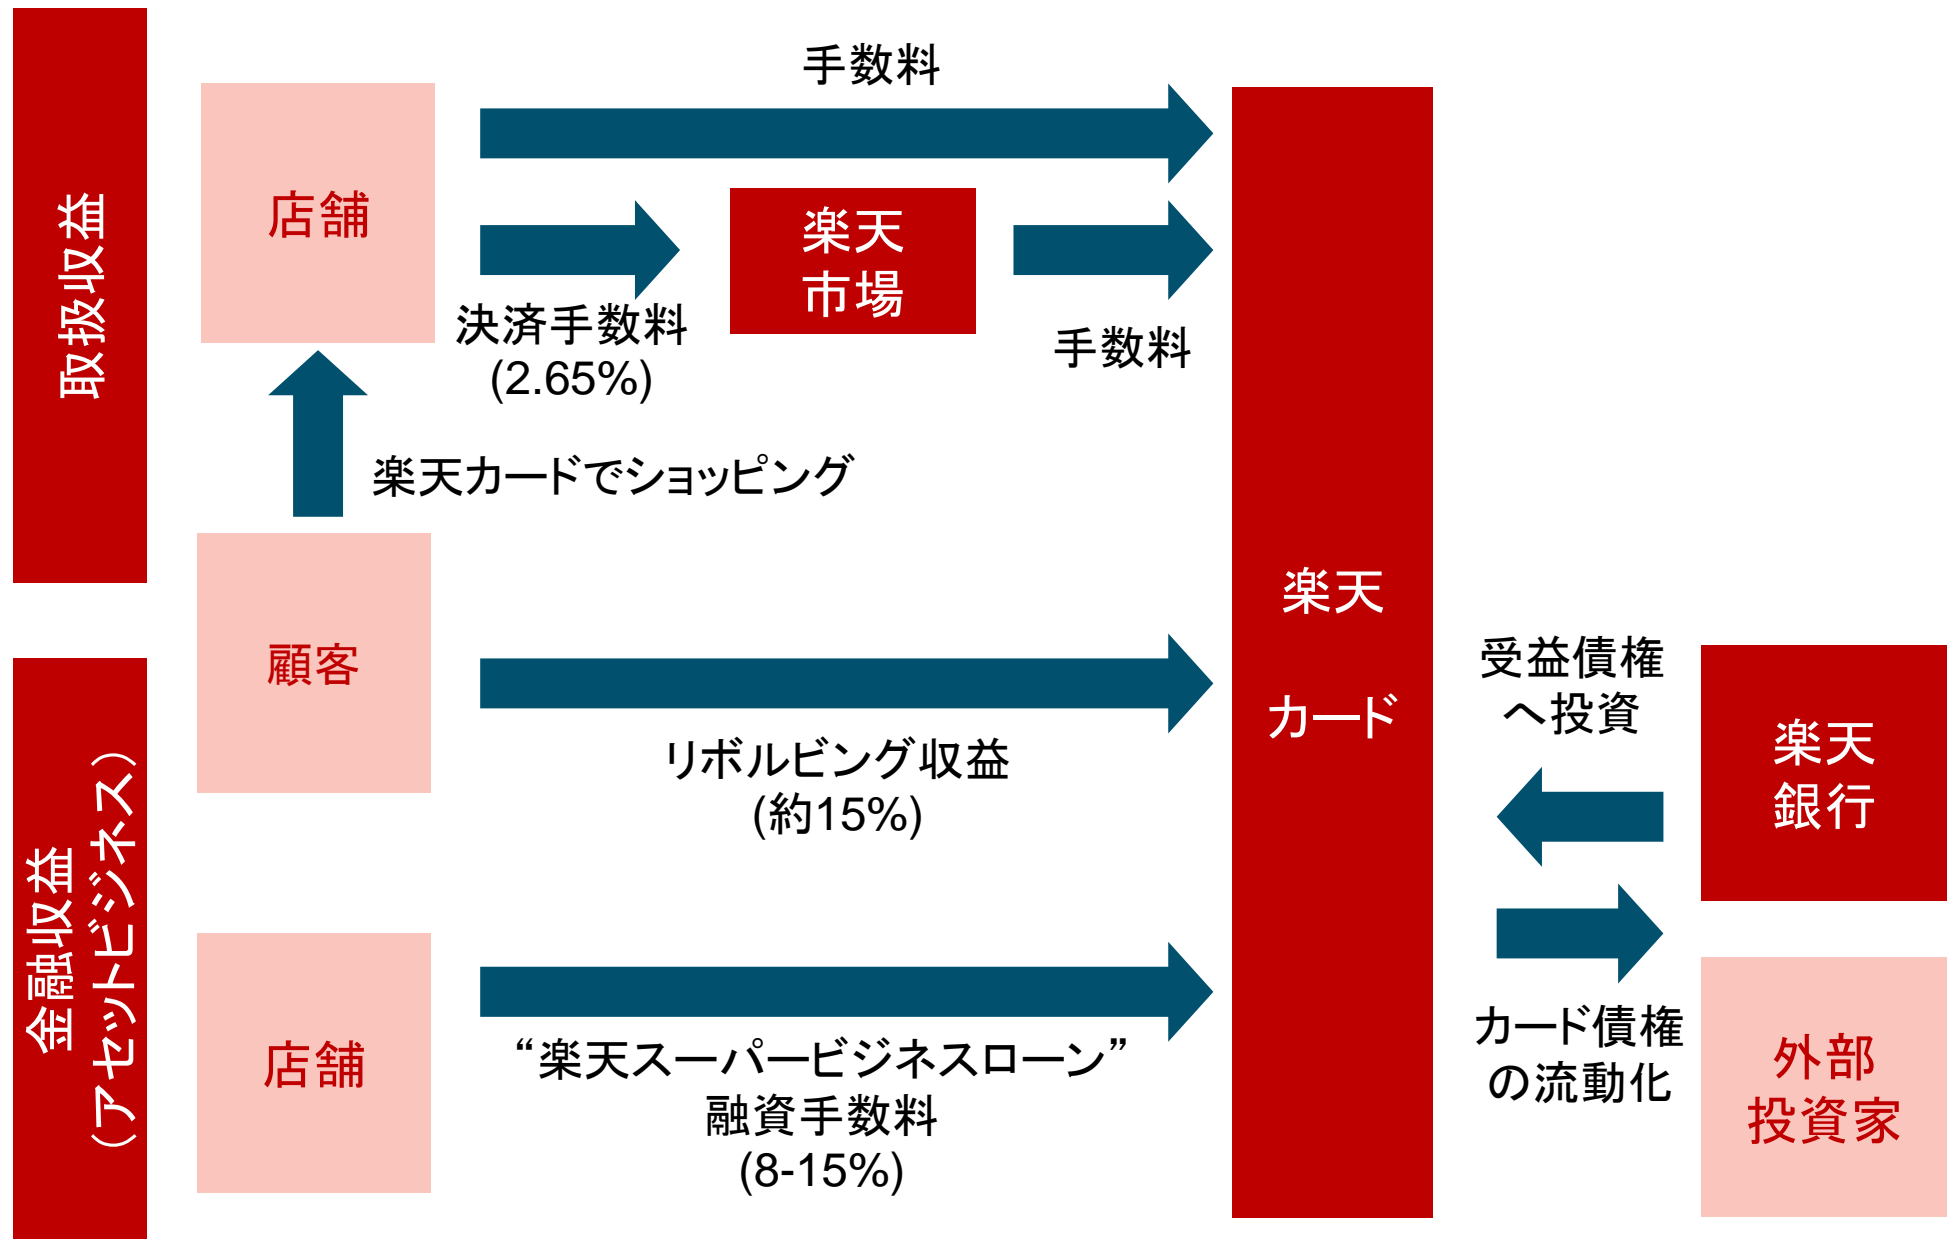 取扱収益
手数料
店舗
楽天
市場
決済手数料
(2.65%)
手数料
楽天カードでショッピング
顧客
楽天
カード
リボルビング収益
(約15%)
金融収益
（アセットビジネス）
店舗
“楽天スーパービジネスローン”
融資手数料
(8-15%)
受益債権
へ投資
楽天
銀行
カード債権
の流動化
外部
投資家